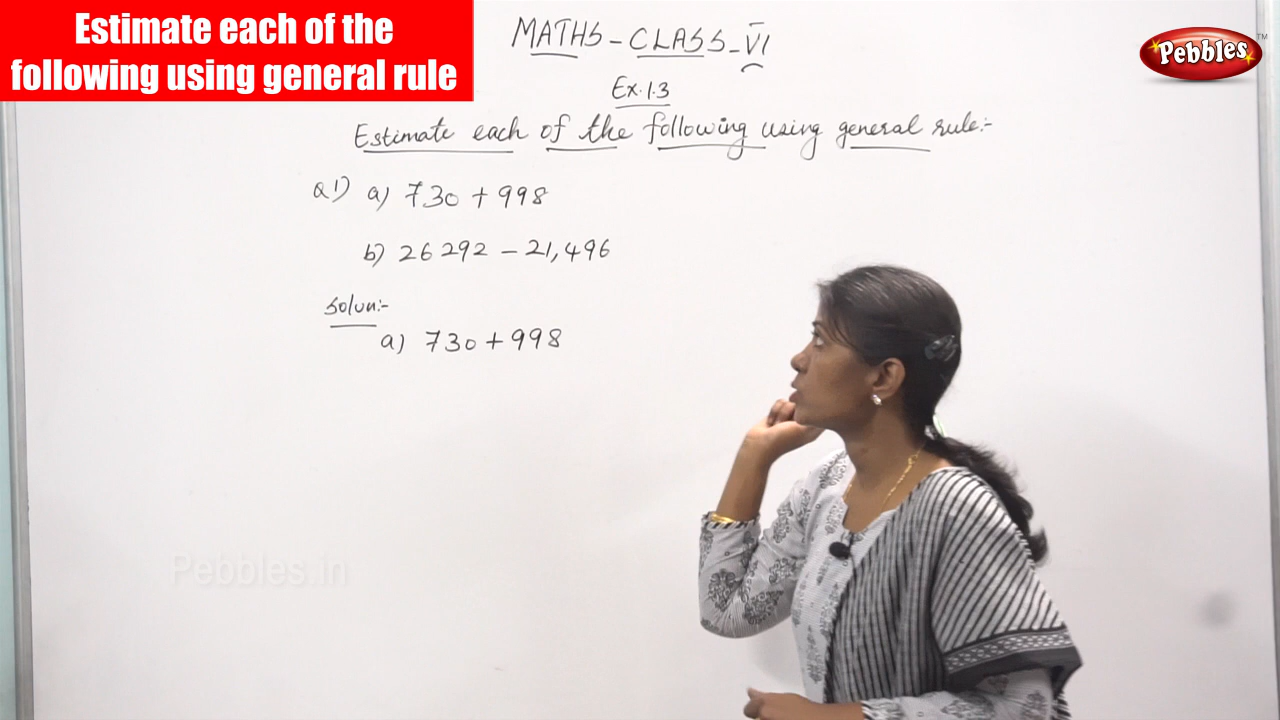 Estimate each of the
following using general rule
MATHS - CLASS - VI
Pebbles TM
Ex. 1.3
Estimate each of the following using general rule:-
Q1) a) 730 + 998
b) 26 292 - 21,496
Solun:-
a) 730 + 998
Pebbles.in